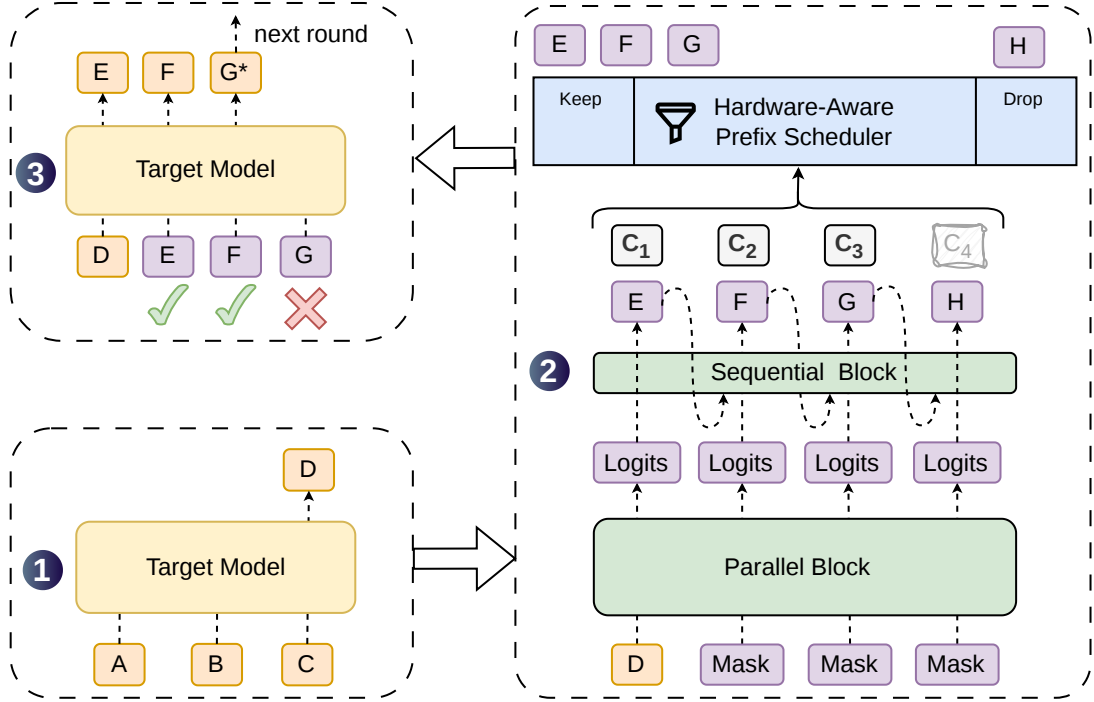 next round
E F G*
Target Model
3
D E F G
D
Target Model
1
A B C
E F G H
Keep
Hardware-Aware
Prefix Scheduler
Drop
C1 C2 C3 C4
E F G H
2
Sequential Block
Logits Logits Logits Logits
Parallel Block
D Mask Mask Mask